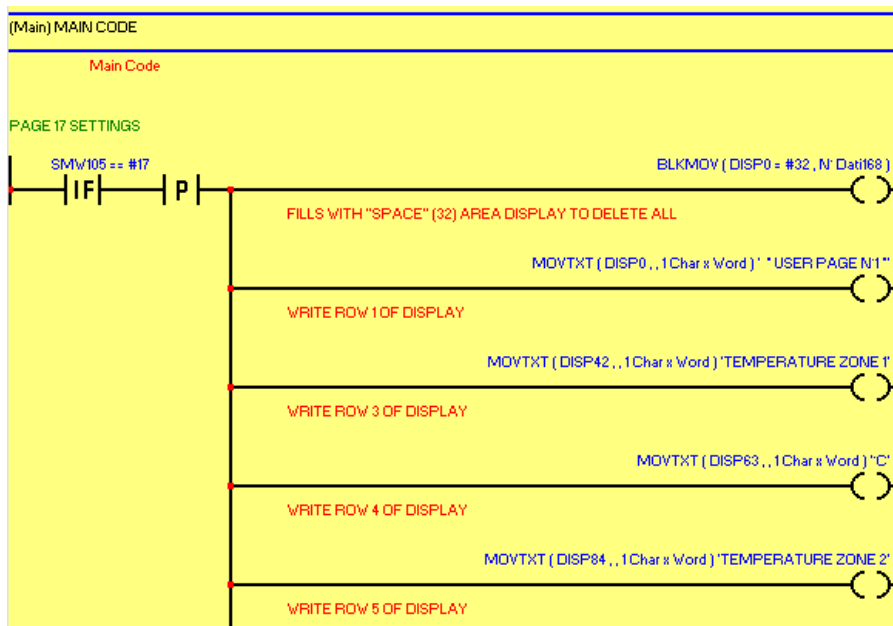 (Main) MAIN CODE
Main Code
PAGE 17 SETTINGS
SMW105 == #17
BLKMOV ( DISP0 = #32 , N° Dati168 )
IF
P
FILLS WITH "SPACE" (32) AREA DISPLAY TO DELETE ALL
MOVTXT ( DISP0 , , 1 Char x Word ) ' "USER PAGE N°1"'
WRITE ROW 1 OF DISPLAY
MOVTXT ( DISP42 , , 1 Char x Word ) 'TEMPERATURE ZONE 1'
WRITE ROW 3 OF DISPLAY
MOVTXT ( DISP63 , , 1 Char x Word ) '°C'
WRITE ROW 4 OF DISPLAY
MOVTXT ( DISP84 , , 1 Char x Word ) 'TEMPERATURE ZONE 2'
WRITE ROW 5 OF DISPLAY